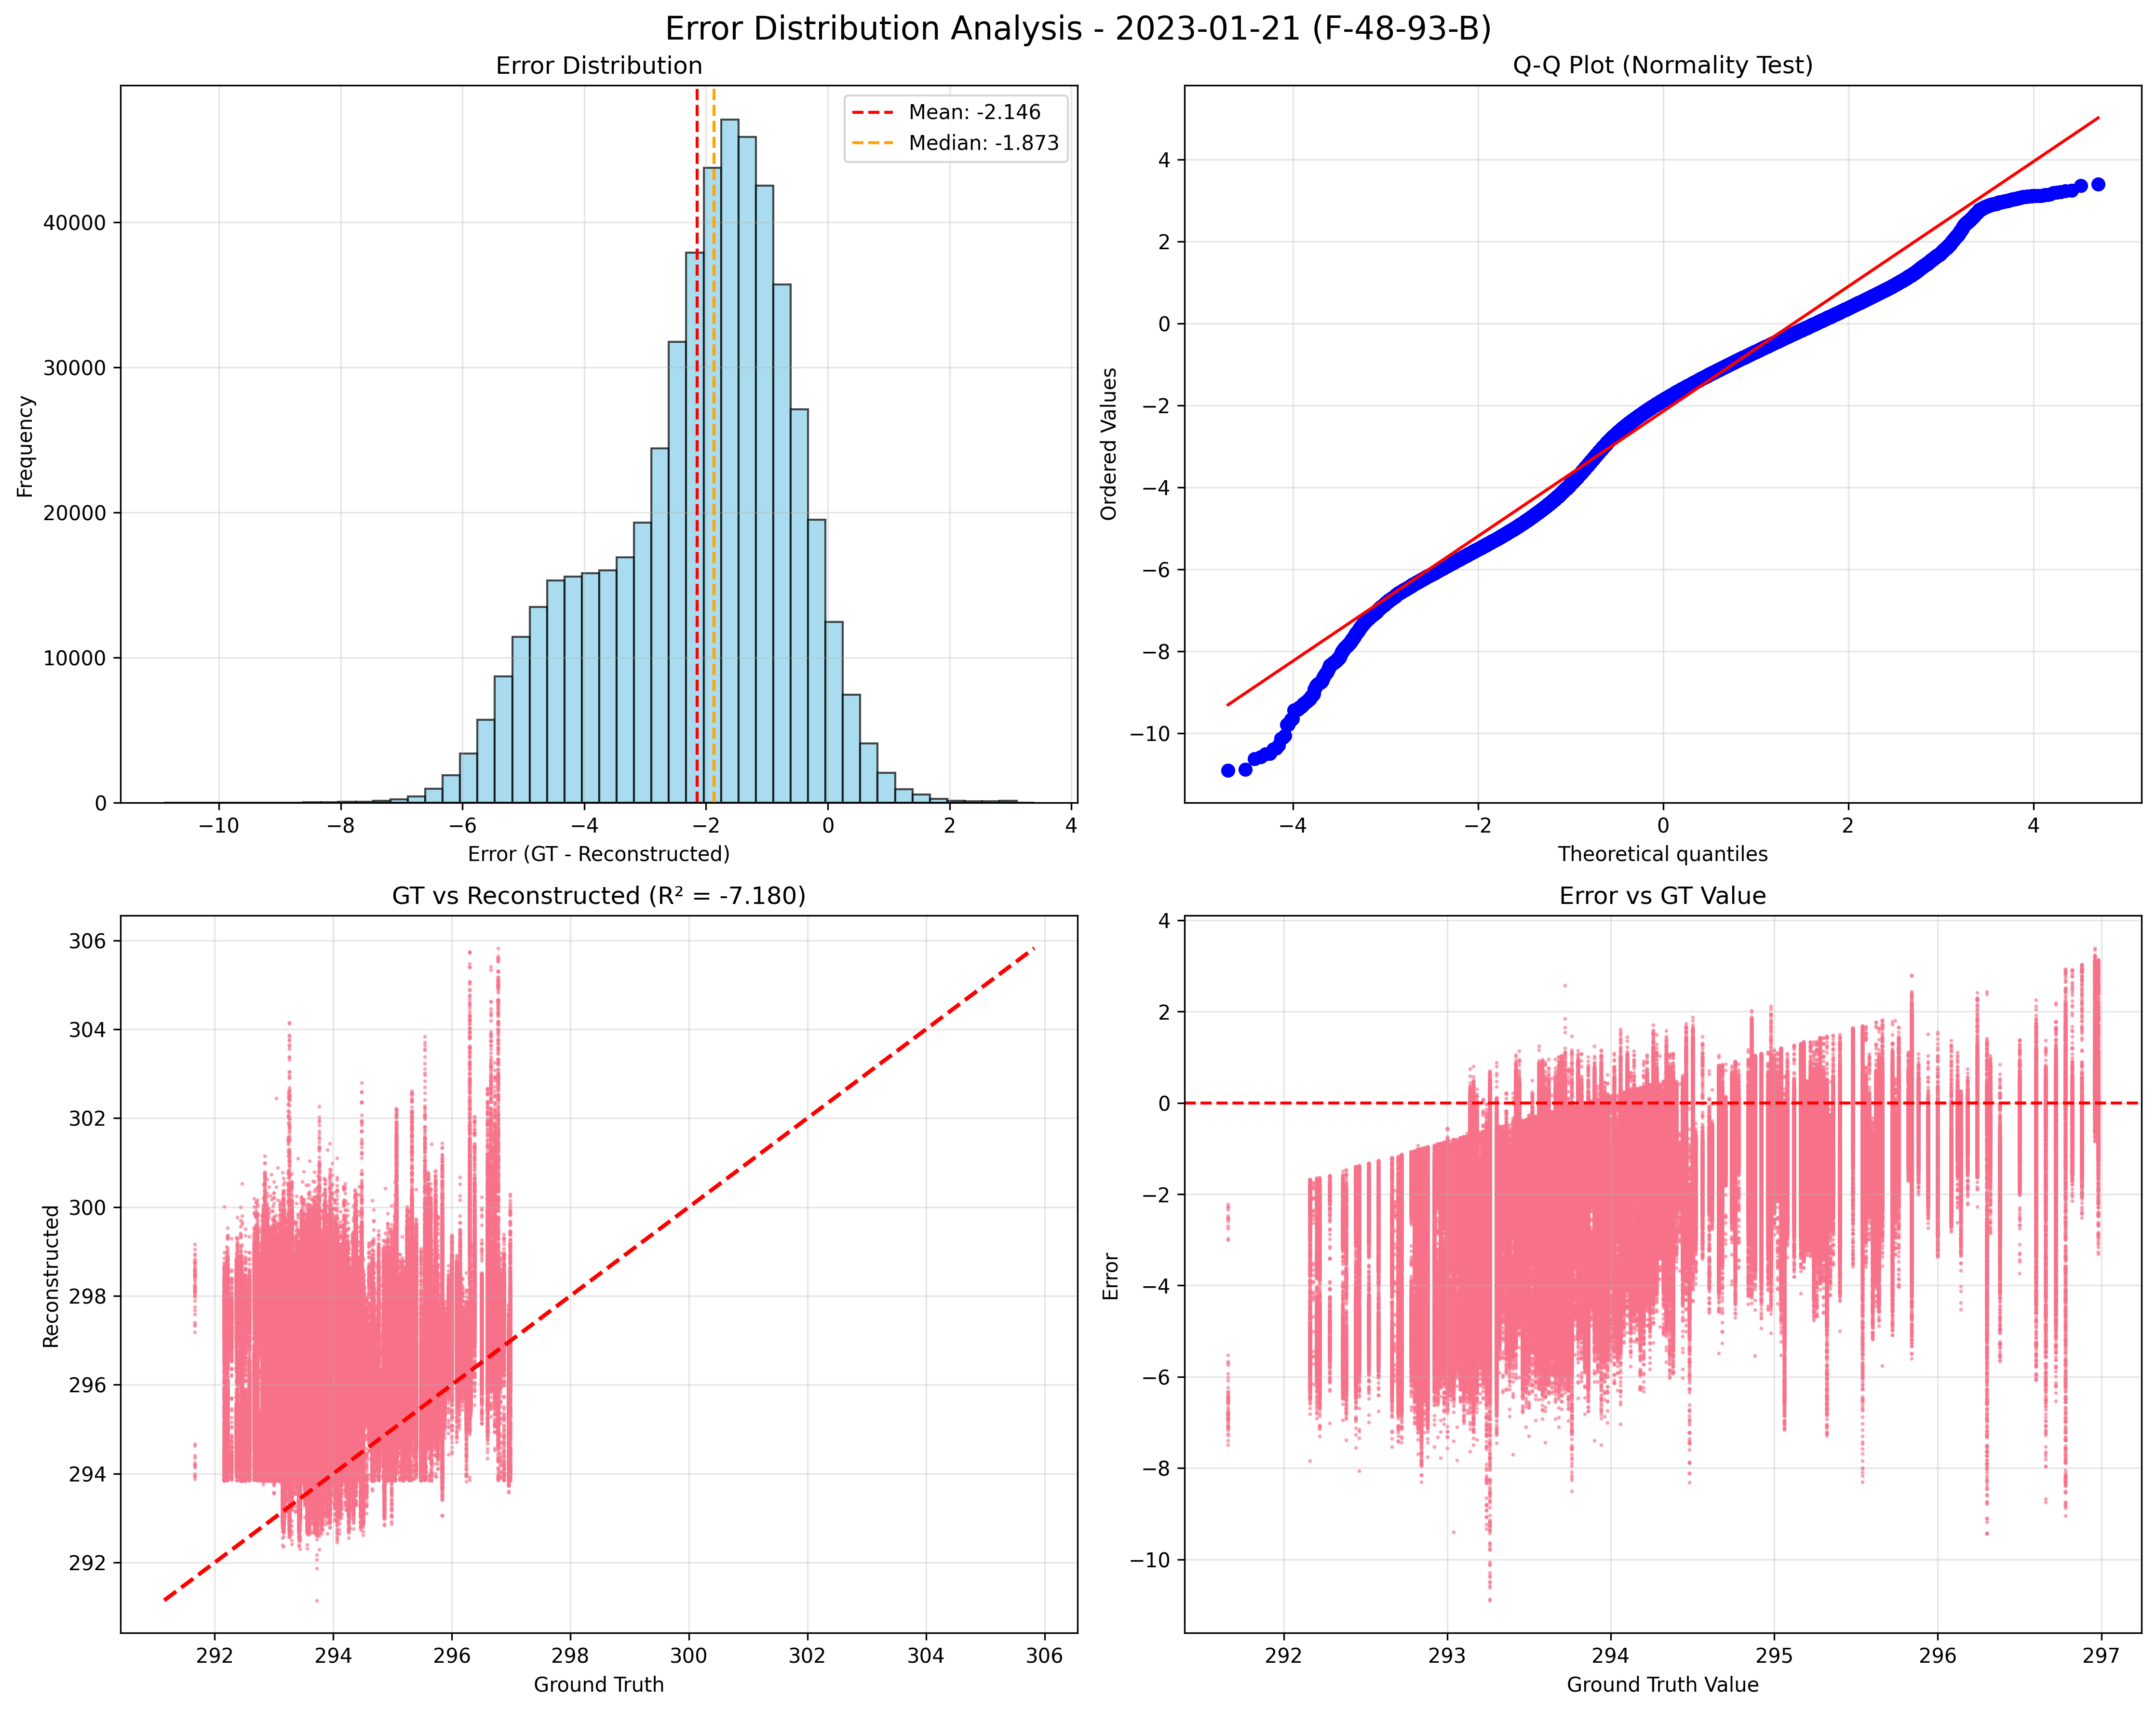 Error Distribution Analysis - 2023-01-21 (F-48-93-B)
Error Distribution
Mean: -2.146
Median: -1.873
Frequency
0
10000
20000
30000
40000
−10 −8 −6 −4 −2 0 2 4
Error (GT - Reconstructed)
Q-Q Plot (Normality Test)
Ordered Values
4
2
0
−2
−4
−6
−8
−10
−4 −2 0 2 4
Theoretical quantiles
GT vs Reconstructed (R² = -7.180)
Reconstructed
306
304
302
300
298
296
294
292
292 294 296 298 300 302 304 306
Ground Truth
Error vs GT Value
Error
4
2
0
−2
−4
−6
−8
−10
292 293 294 295 296 297
Ground Truth Value